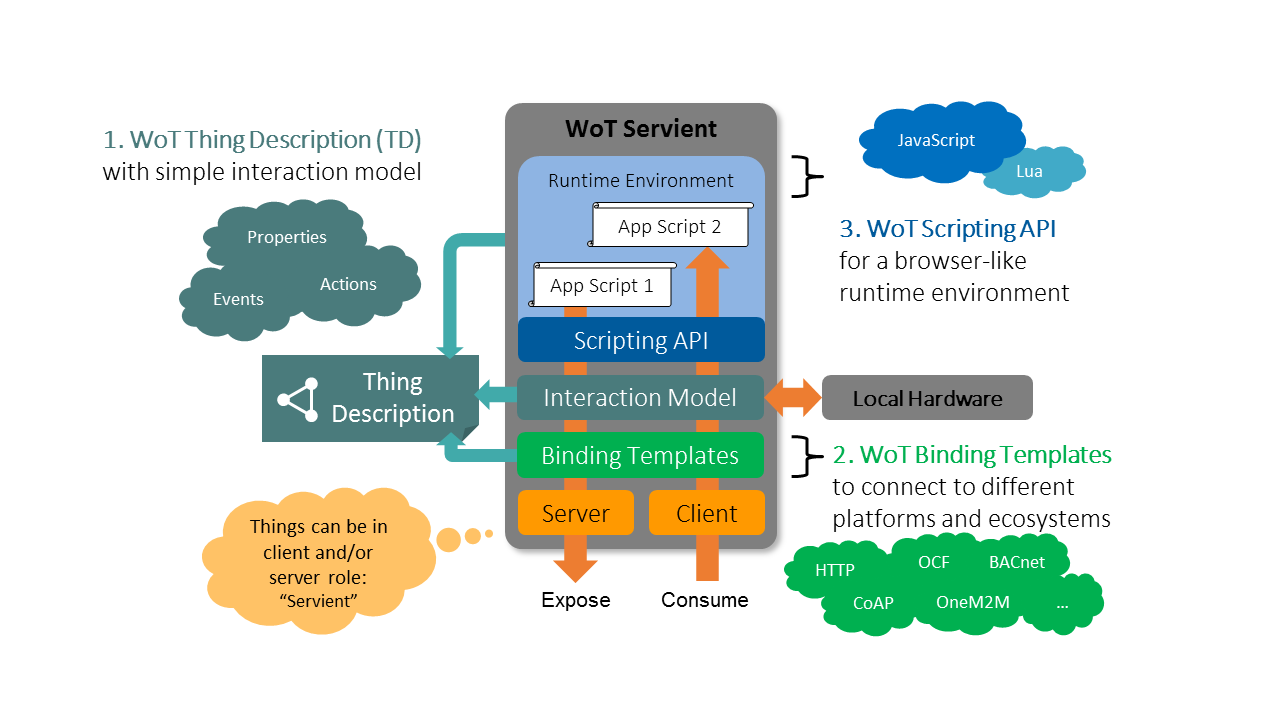 WoT Servient
1. WoT Thing Description (TD)
with simple interaction model
Properties
Actions
Events
Runtime Environment
App Script 2
App Script 1
Scripting API
Interaction Model
Binding Templates
Server
Client
Expose
Consume
Thing
Description
Things can be in
client and/or
server role:
“Servient”
JavaScript
Lua
3. WoT Scripting API
for a browser-like
runtime environment
Local Hardware
2. WoT Binding Templates
to connect to different
platforms and ecosystems
HTTP
OCF
BACnet
CoAP
OneM2M
...